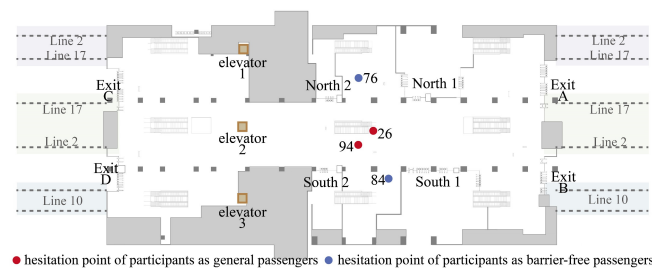 Line 2
Line 17
Line 2
Line 17
elevator
1
Exit
C
North 2
76
North 1
Exit
A
Line 17
Line 17
elevator
2
26
94
Line 2
Line 2
Exit
D
South 2
84
South 1
Exit
B
Line 10
Line 10
elevator
3
hesitation point of participants as general passengers
hesitation point of participants as barrier-free passengers